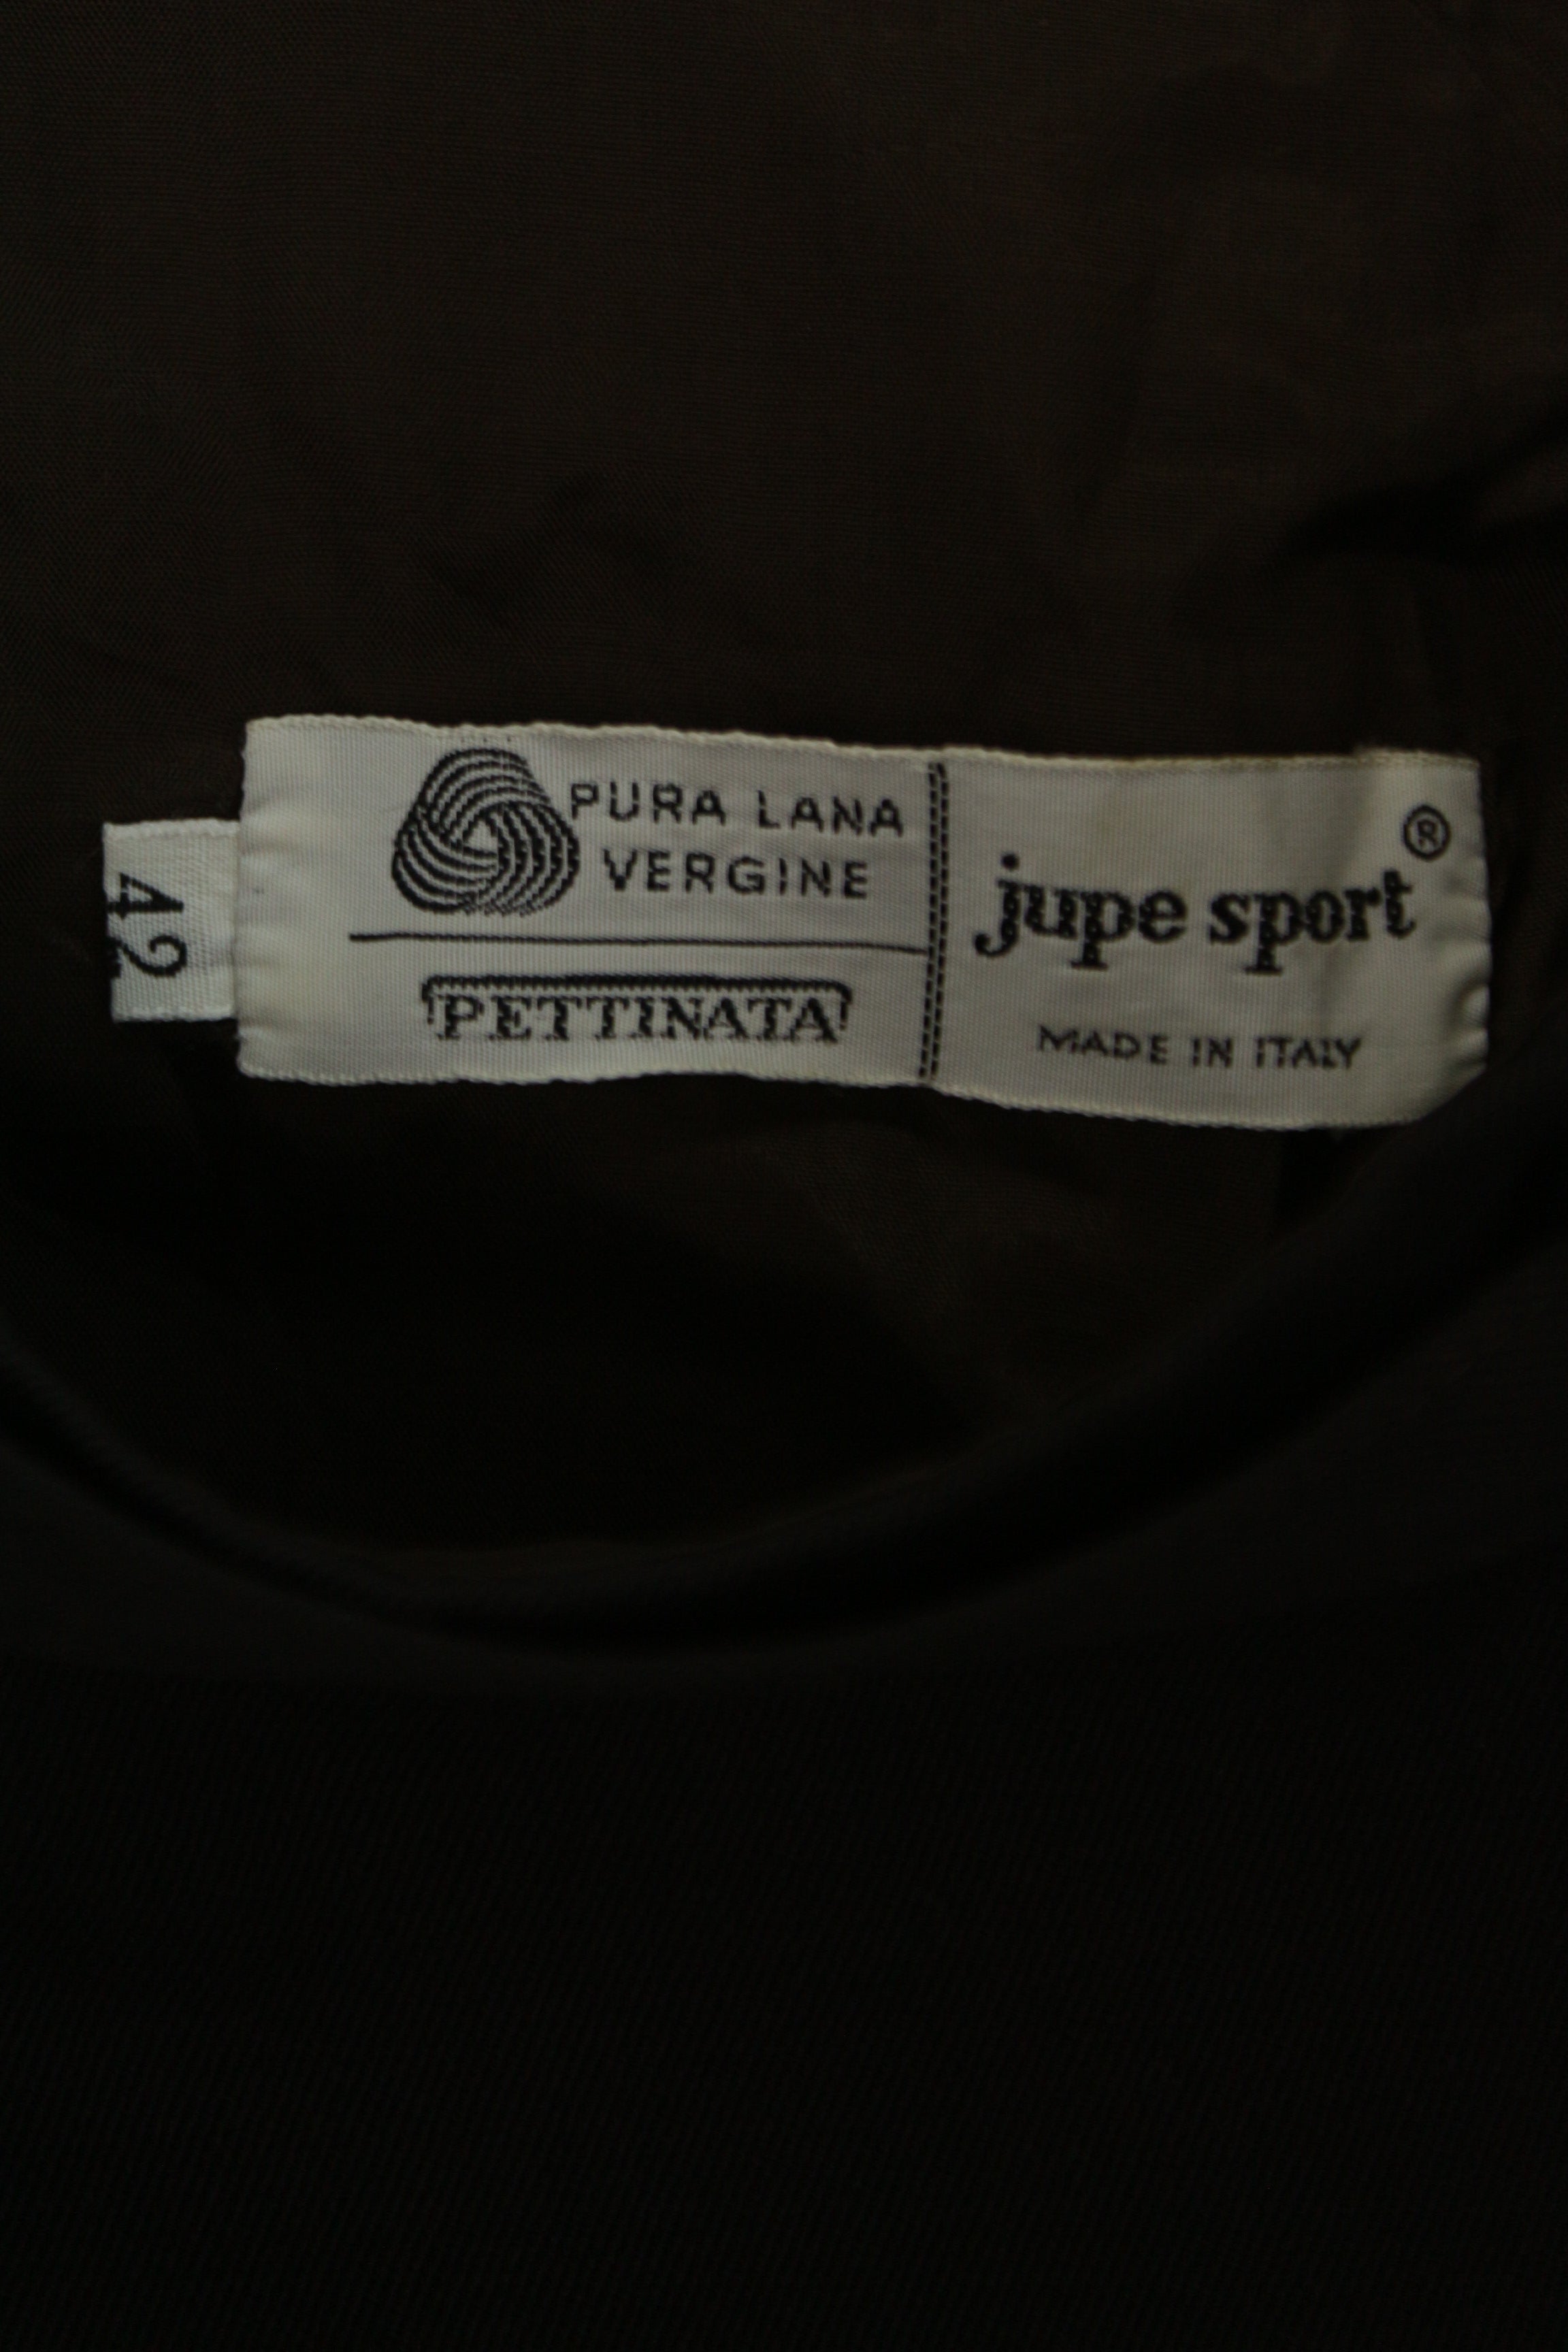 PURA LANA
VERGINE
PETTINATA
jupe sport ®
MADE IN ITALY
42